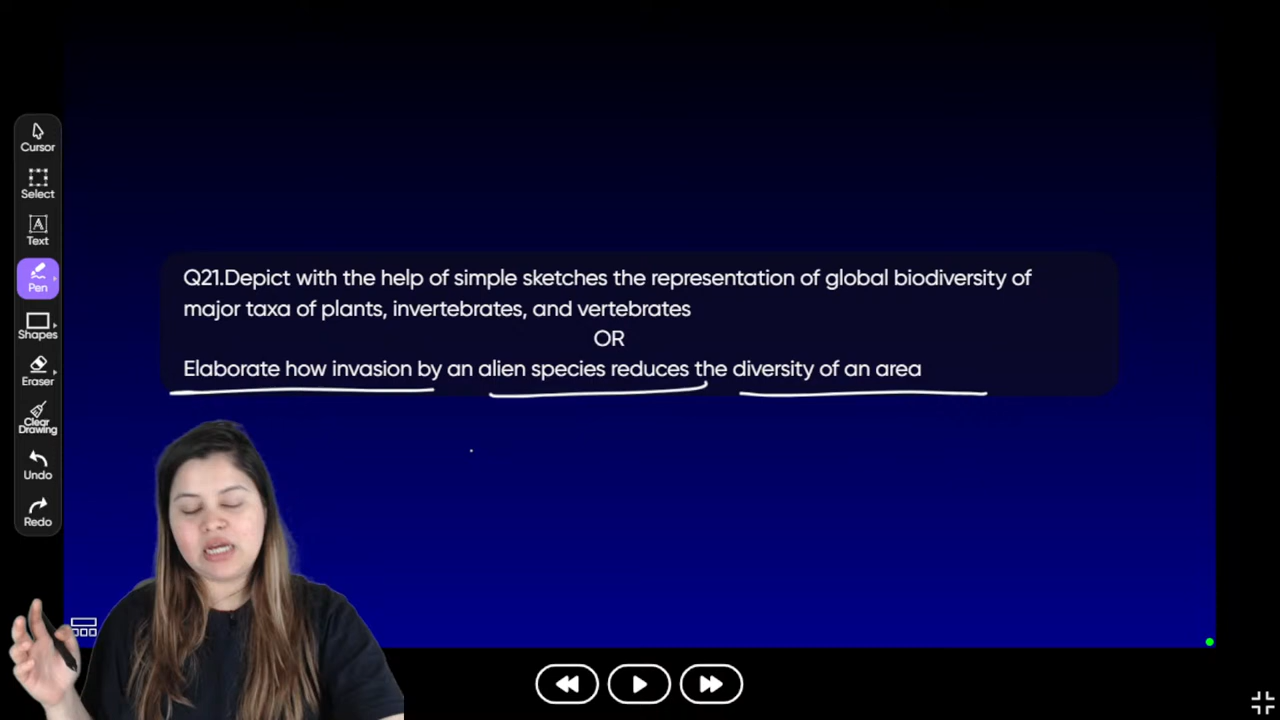 Cursor
Select
Text
Pen
Shapes
Eraser
Clear
Drawing
Undo
Redo
Q21.Depict with the help of simple sketches the representation of global biodiversity of
major taxa of plants, invertebrates, and vertebrates
OR
Elaborate how invasion by an alien species reduces the diversity of an area